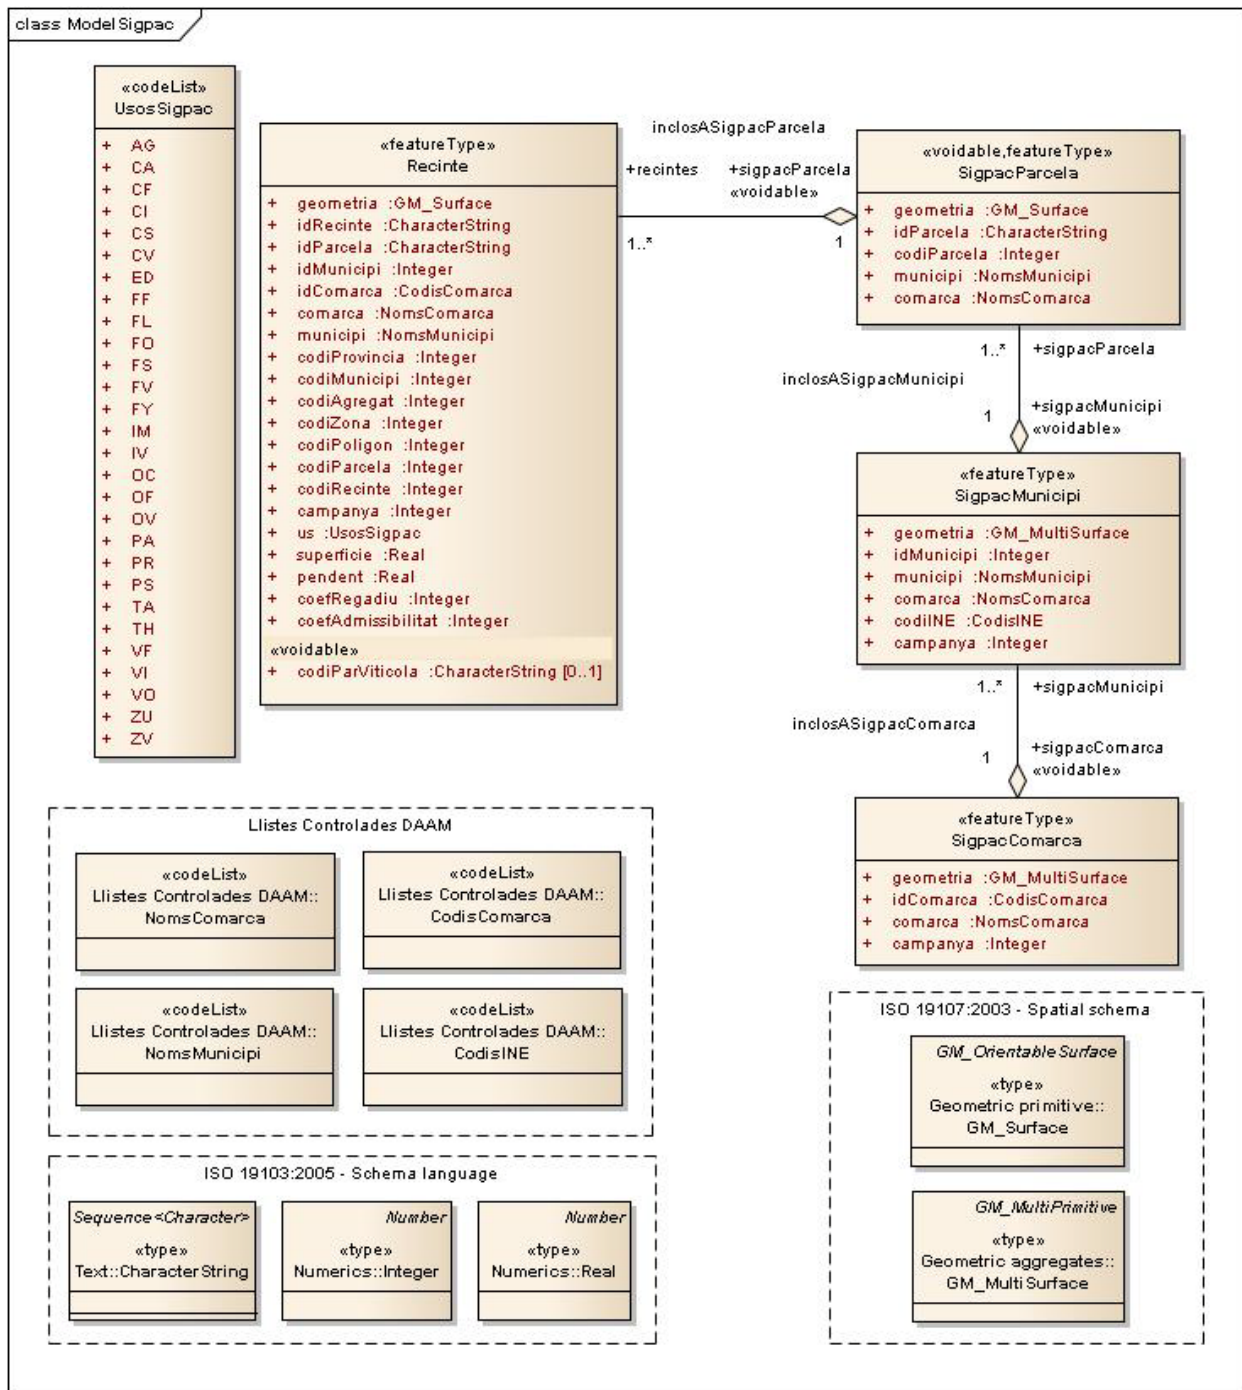 class ModelSigpac
«codeList»
UsosSigpac
+ AG
+ CA
+ CF
+ CI
+ CS
+ CV
+ ED
+ FF
+ FL
+ FO
+ FS
+ FV
+ FY
+ IM
+ IV
+ OC
+ OF
+ OV
+ PA
+ PR
+ PS
+ TA
+ TH
+ VF
+ VI
+ VO
+ ZU
+ ZV
«featureType»
Recinte
+ geometria :GM_Surface
+ idRecinte :CharacterString
+ idParcela :CharacterString
+ idMunicipi :Integer
+ idComarca :CodisComarca
+ comarca :NomsComarca
+ municipi :NomsMunicipi
+ codiProvincia :Integer
+ codiMunicipi :Integer
+ codiAgregat :Integer
+ codiZona :Integer
+ codiPoligon :Integer
+ codiParcela :Integer
+ codiRecinte :Integer
+ campanya :Integer
+ us :UsosSigpac
+ superficie :Real
+ pendent :Real
+ coefRegadiu :Integer
+ coefAdmissibilitat :Integer
«voidable»
+ codiParViticola :CharacterString [0..1]
inclosASigpacParcela
+recintes
+sigpacParcela
«voidable»
1..*
1
«voidable,featureType»
SigpacParcela
+ geometria :GM_Surface
+ idParcela :CharacterString
+ codiParcela :Integer
+ municipi :NomsMunicipi
+ comarca :NomsComarca
1..*
+sigpacParcela
inclosASigpacMunicipi
1
+sigpacMunicipi
«voidable»
«featureType»
SigpacMunicipi
+ geometria :GM_MultiSurface
+ idMunicipi :Integer
+ municipi :NomsMunicipi
+ comarca :NomsComarca
+ codiINE :CodisINE
+ campanya :Integer
1..*
+sigpacMunicipi
inclosASigpacComarca
1
+sigpacComarca
«voidable»
«featureType»
SigpacComarca
+ geometria :GM_MultiSurface
+ idComarca :CodisComarca
+ comarca :NomsComarca
+ campanya :Integer
Llistes Controlades DAAM
«codeList»
Llistes Controlades DAAM::
NomsComarca
«codeList»
Llistes Controlades DAAM::
CodisComarca
«codeList»
Llistes Controlades DAAM::
NomsMunicipi
«codeList»
Llistes Controlades DAAM::
CodisINE
ISO 19103:2005 - Schema language
Sequence<Character>
«type»
Text::CharacterString
Number
«type»
Numerics::Integer
Number
«type»
Numerics::Real
ISO 19107:2003 - Spatial schema
GM_OrientableSurface
«type»
Geometric primitive::
GM_Surface
GM_MultiPrimitive
«type»
Geometric aggregates::
GM_MultiSurface